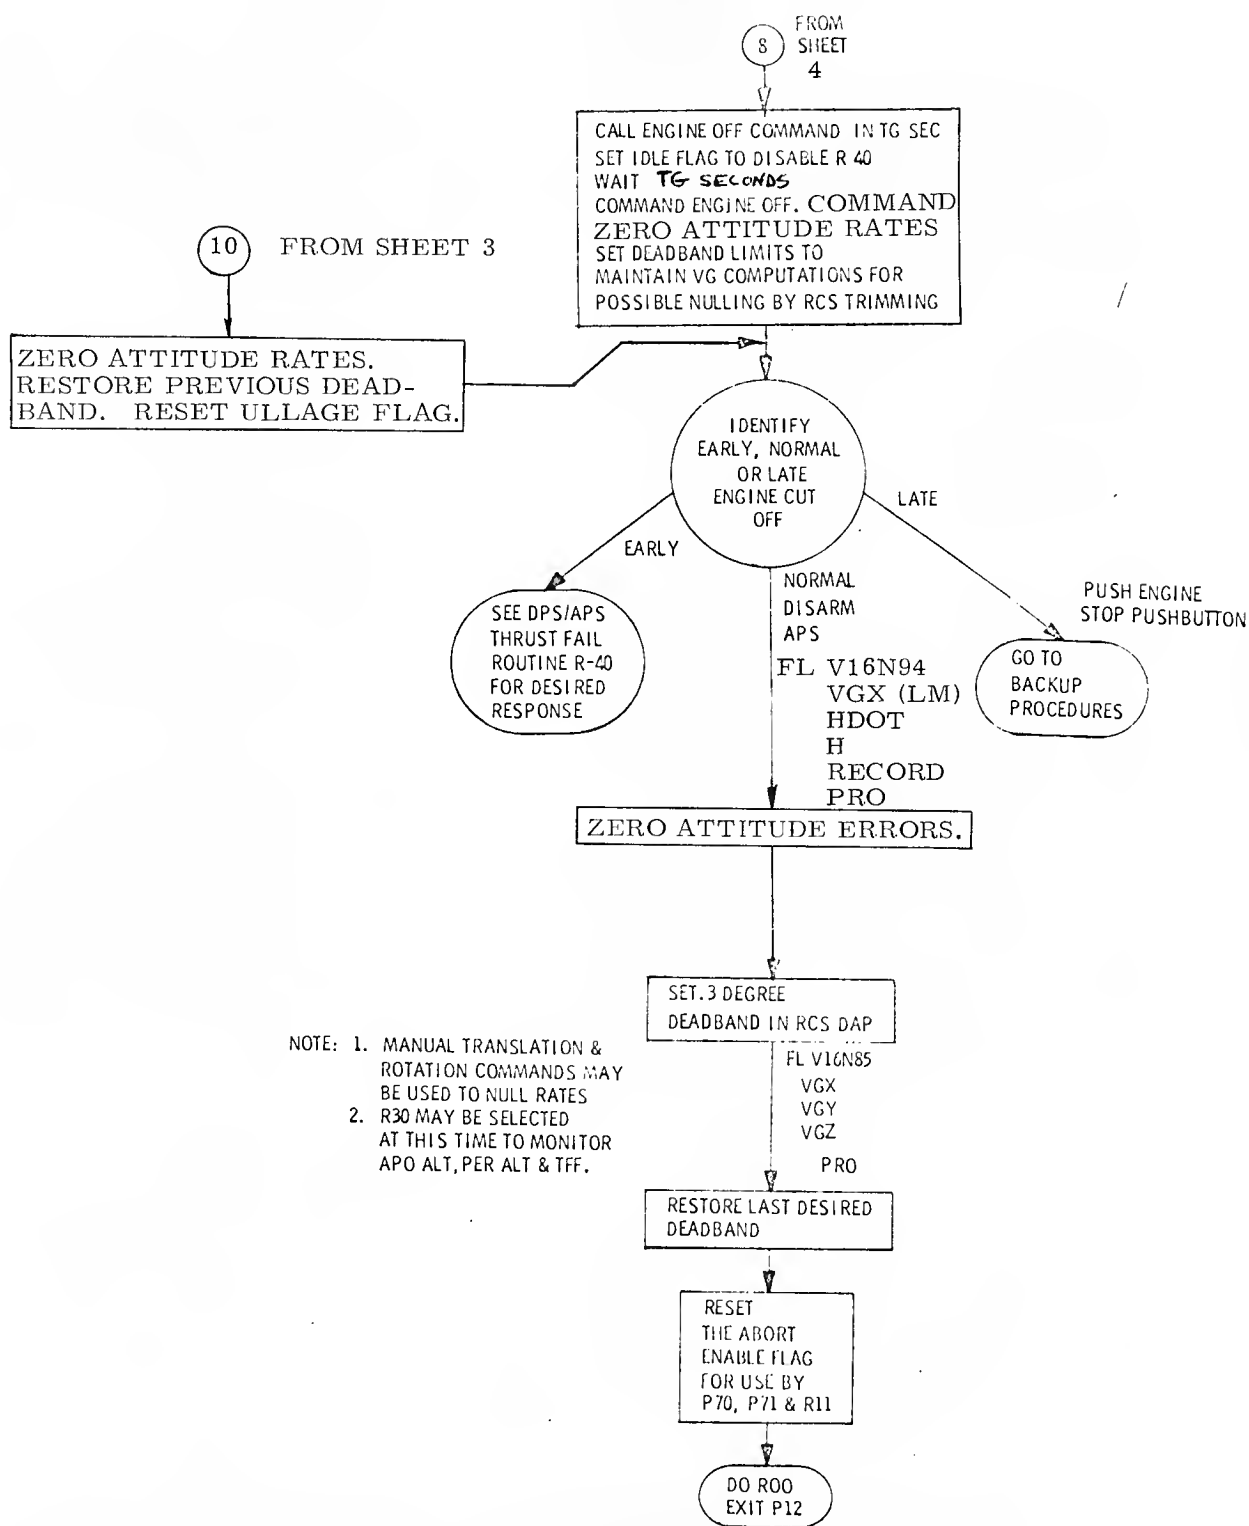 8
FROM
SHEET
4
CALL ENGINE OFF COMMAND IN TG SEC
SET IDLE FLAG TO DISABLE R 40
WAIT TG SECONDS
COMMAND ENGINE OFF. COMMAND
ZERO ATTITUDE RATES
SET DEADBAND LIMITS TO
MAINTAIN VG COMPUTATIONS FOR
POSSIBLE NULLING BY RCS TRIMMING
10
FROM SHEET 3
ZERO ATTITUDE RATES.
RESTORE PREVIOUS DEAD-
BAND. RESET ULLAGE FLAG.
IDENTIFY
EARLY, NORMAL
OR LATE
ENGINE CUT
OFF
EARLY
SEE DPS/APS
THRUST FAIL
ROUTINE R-40
FOR DESIRED
RESPONSE
NORMAL
DISARM
APS
FL V16N94
VGX (LM)
HDOT
H
RECORD
PRO
LATE
PUSH ENGINE
STOP PUSHBUTTON
GO TO
BACKUP
PROCEDURES
ZERO ATTITUDE ERRORS.
SET.3 DEGREE
DEADBAND IN RCS DAP
NOTE: 1. MANUAL TRANSLATION &
ROTATION COMMANDS MAY
BE USED TO NULL RATES
2. R30 MAY BE SELECTED
AT THIS TIME TO MONITOR
APO ALT, PER ALT & TFF.
FL V16N85
VGX
VGY
VGZ
PRO
RESTORE LAST DESIRED
DEADBAND
RESET
THE ABORT
ENABLE FLAG
FOR USE BY
P70, P71 & R11
DO ROO
EXIT P12